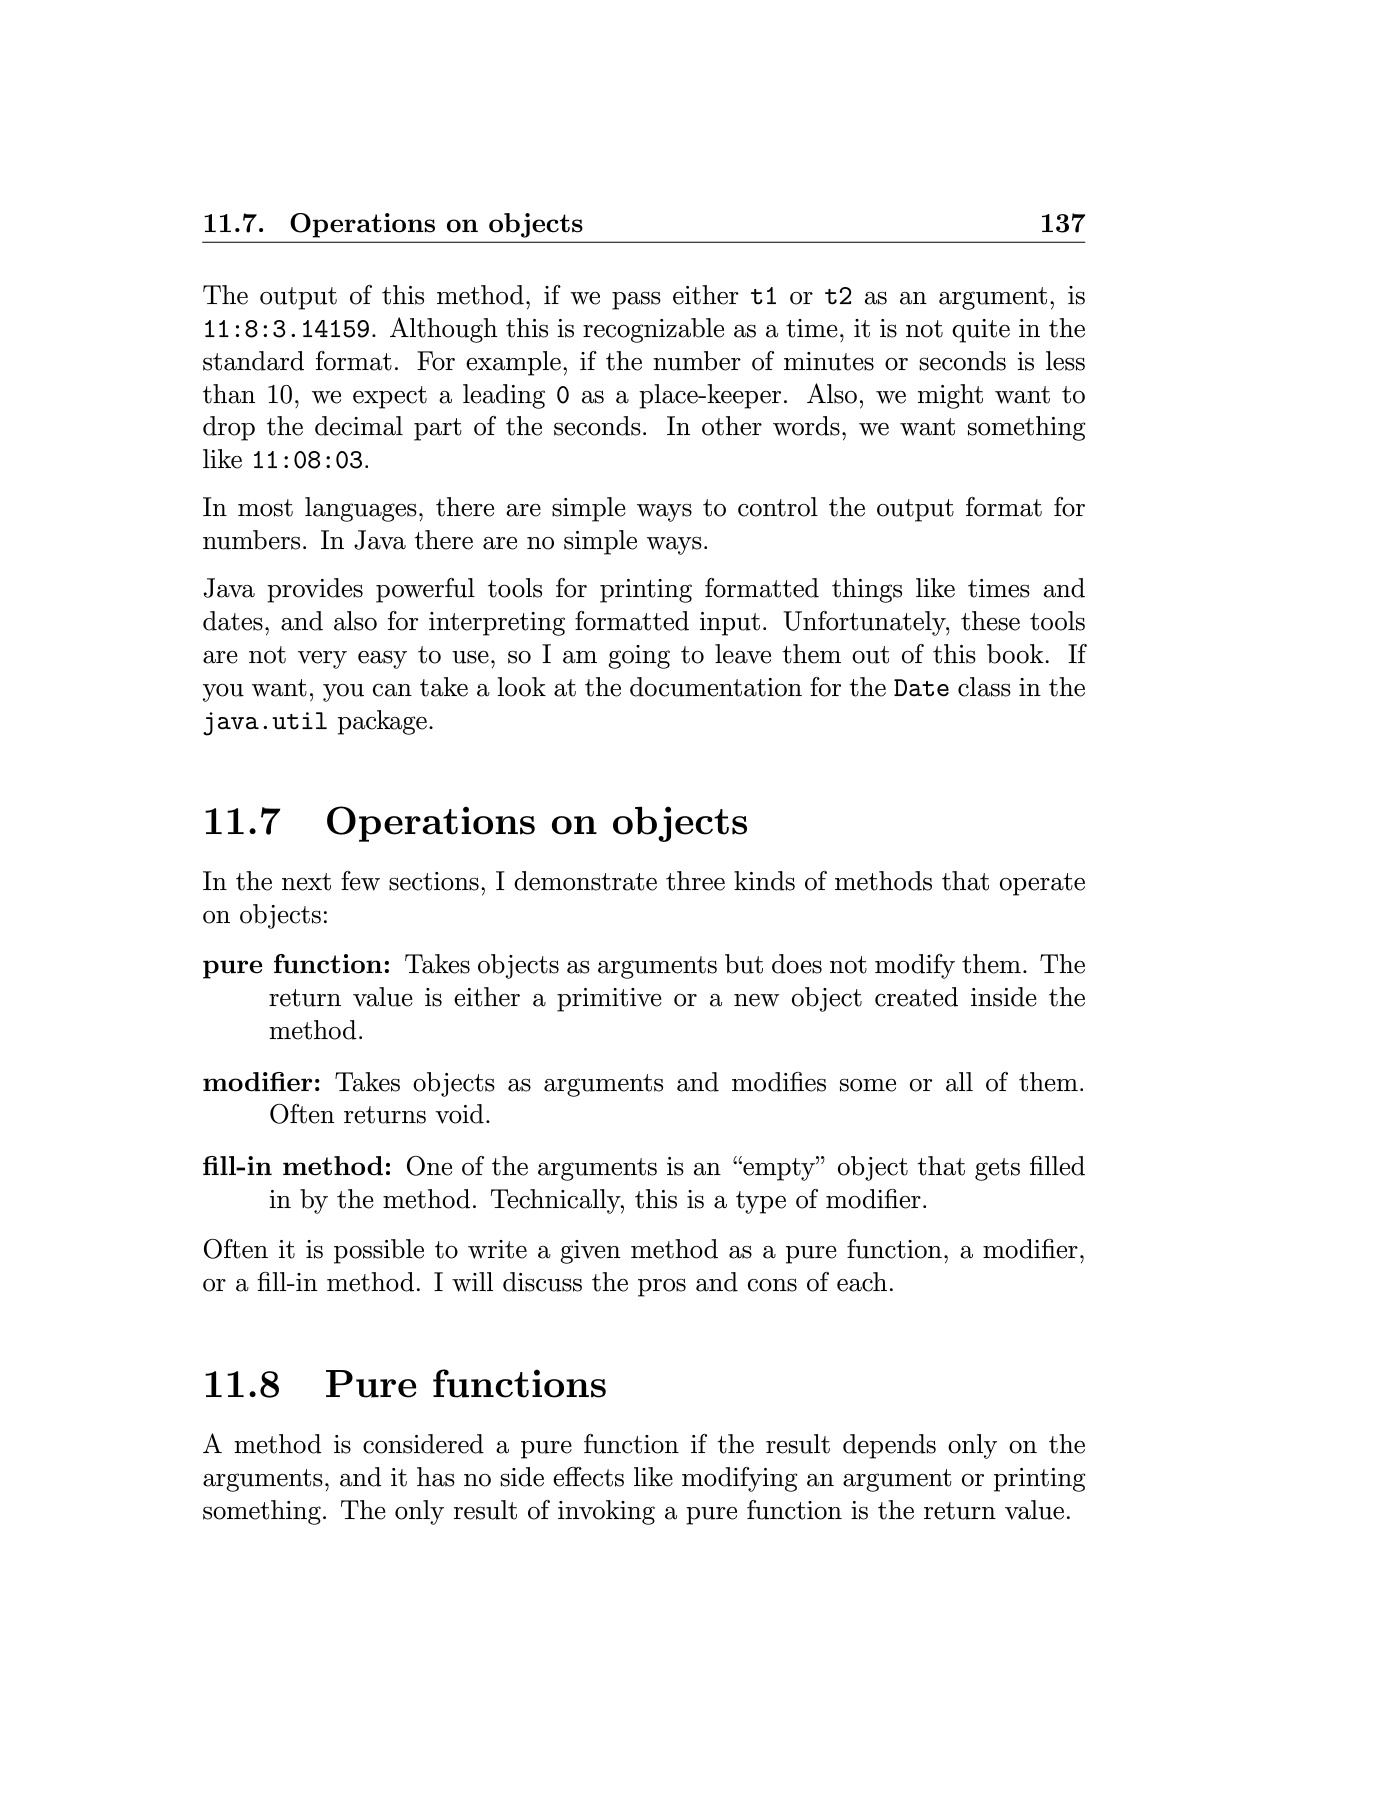 11.7. Operations on objects 137
The output of this method, if we pass either t1 or t2 as an argument, is
11:8:3.14159. Although this is recognizable as a time, it is not quite in the
standard format. For example, if the number of minutes or seconds is less
than 10, we expect a leading 0 as a place-keeper. Also, we might want to
drop the decimal part of the seconds. In other words, we want something
like 11:08:03.
In most languages, there are simple ways to control the output format for
numbers. In Java there are no simple ways.
Java provides powerful tools for printing formatted things like times and
dates, and also for interpreting formatted input. Unfortunately, these tools
are not very easy to use, so I am going to leave them out of this book. If
you want, you can take a look at the documentation for the Date class in the
java.util package.
11.7 Operations on objects
In the next few sections, I demonstrate three kinds of methods that operate
on objects:
pure function: Takes objects as arguments but does not modify them. The
return value is either a primitive or a new object created inside the
method.
modifier: Takes objects as arguments and modifies some or all of them.
Often returns void.
fill-in method: One of the arguments is an “empty” object that gets filled
in by the method. Technically, this is a type of modifier.
Often it is possible to write a given method as a pure function, a modifier,
or a fill-in method. I will discuss the pros and cons of each.
11.8 Pure functions
A method is considered a pure function if the result depends only on the
arguments, and it has no side effects like modifying an argument or printing
something. The only result of invoking a pure function is the return value.